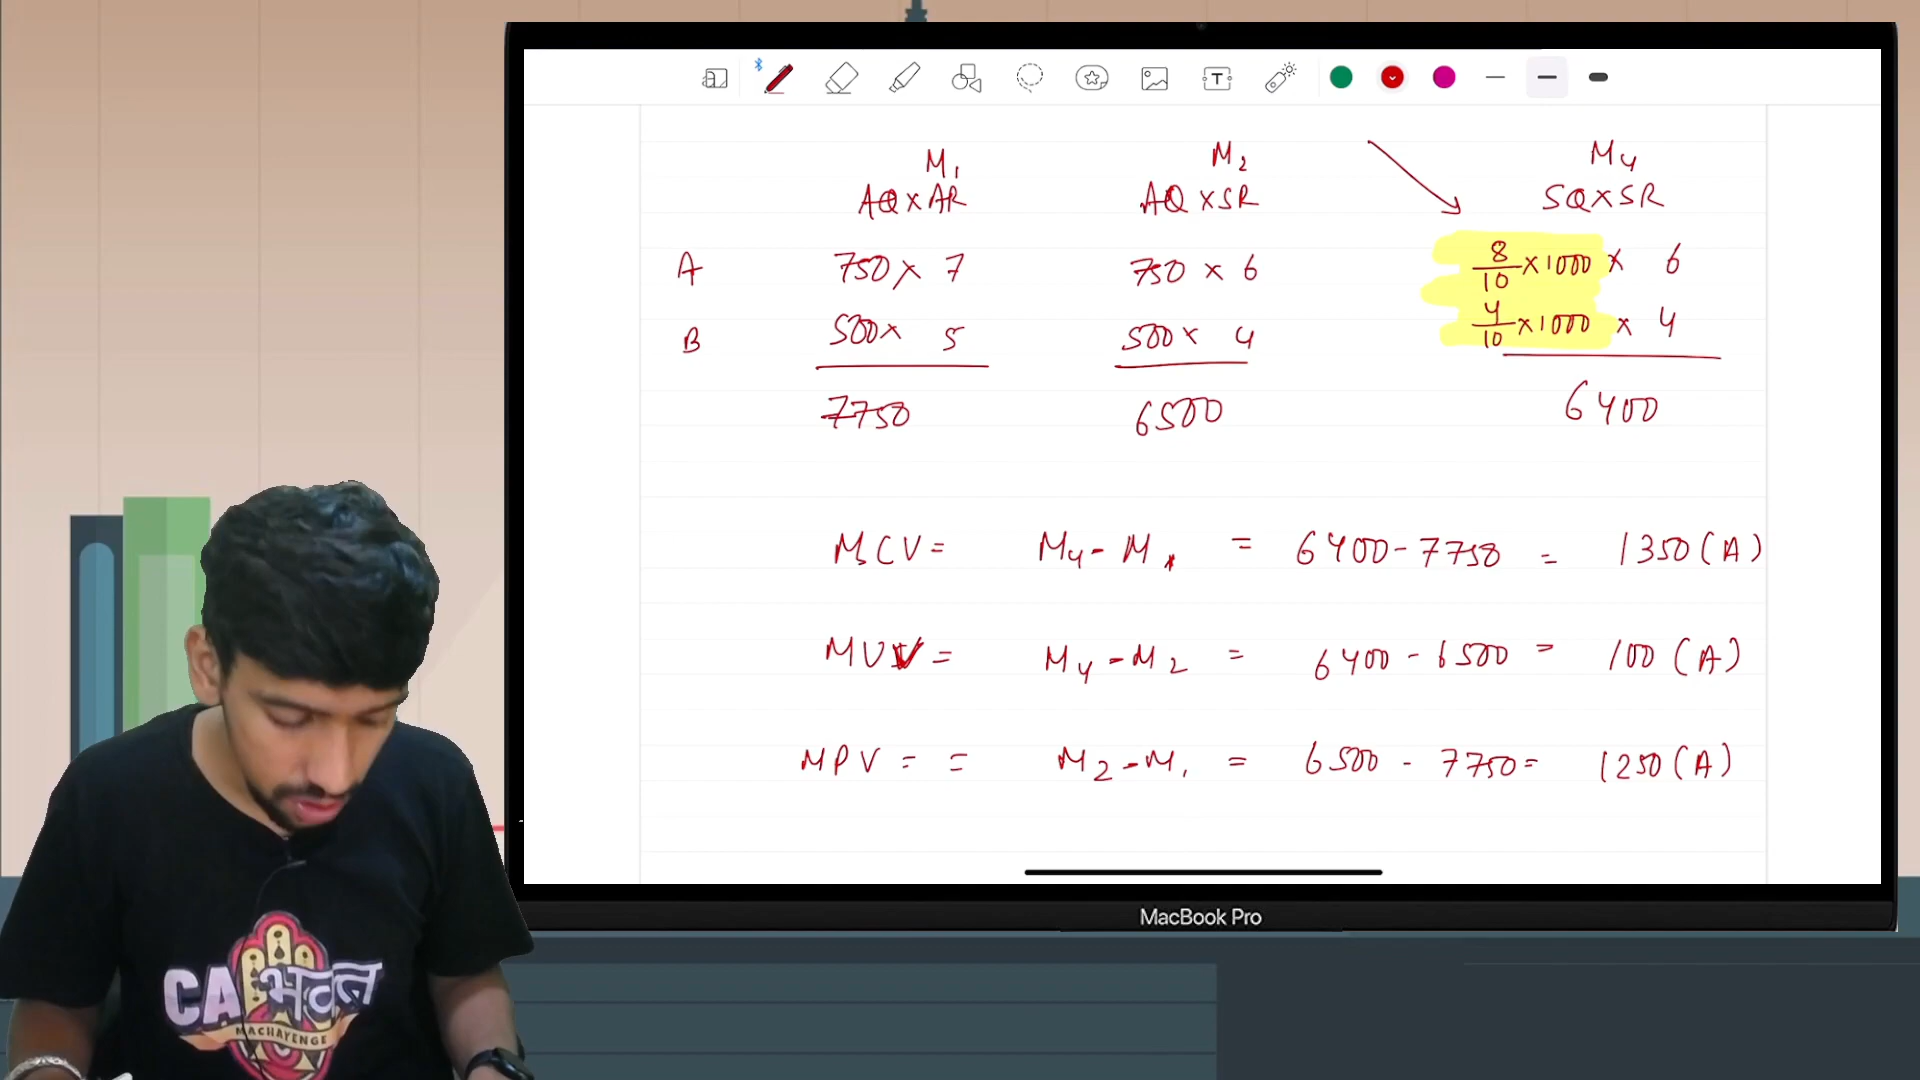 M₁ M₂ M₄
AQ×AR AQ×SR SQ×SR
A 750× 7 750 × 6 8/10×1000× 6
B 500× 5 500× 4 4/10×1000 × 4
7750 6500 6400
MCV= M₄-M₁ = 6400-7750 = 1350(A)
MUV= M₄-M₂ = 6400-6500= 100(A)
MPV= = M₂-M₁ = 6500-7750= 1250(A)
MacBook Pro
CA भगवत
MACHAYENGE